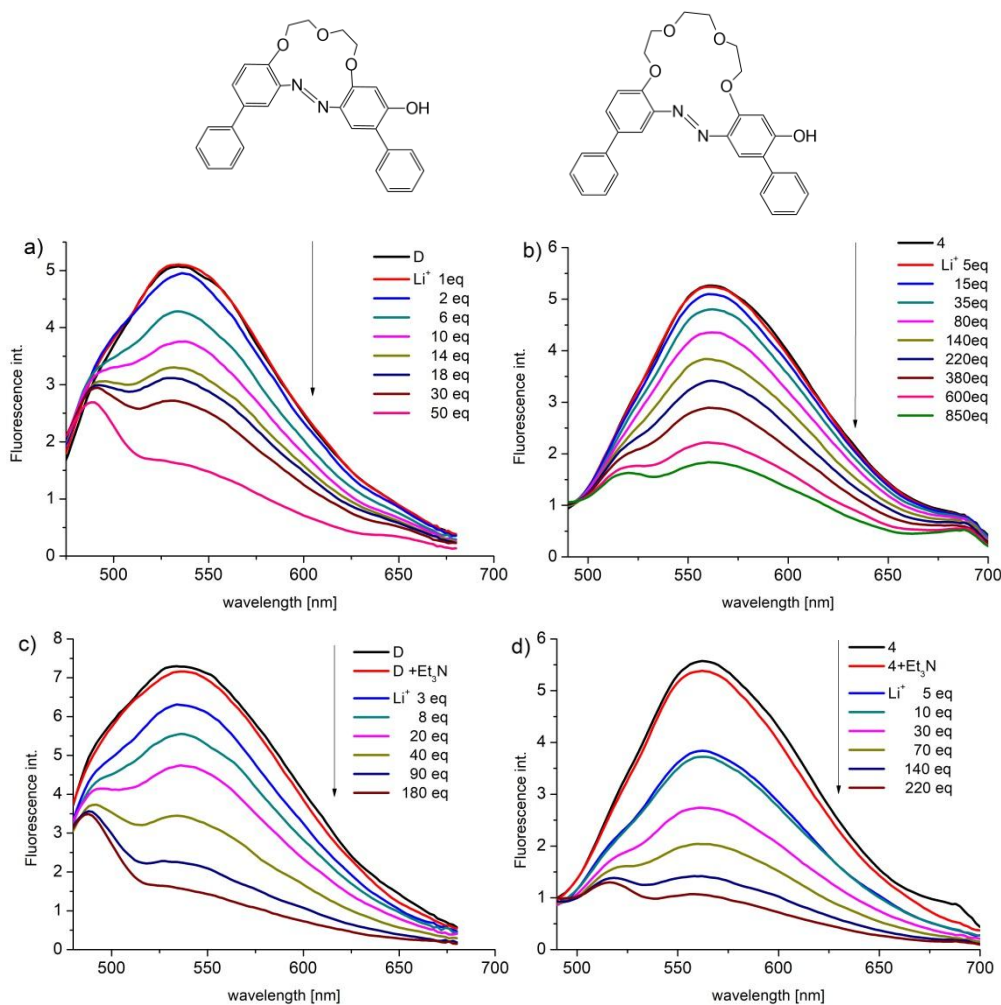 O
O
O
N
N
OH
O
O
O
O
N
N
OH
a)
Fluorescence int.
5
4
3
2
1
0
500
550
600
650
700
wavelength [nm]
D
Li⁺ 1eq
2 eq
6 eq
10 eq
14 eq
18 eq
30 eq
50 eq
b)
Fluorescence int.
6
5
4
3
2
1
0
500
550
600
650
700
wavelength [nm]
4
Li⁺ 5eq
15eq
35eq
80eq
140eq
220eq
380eq
600eq
850eq
c)
Fluorescence int.
8
7
6
5
4
3
2
1
0
500
550
600
650
700
wavelength [nm]
D
D +Et₃N
Li⁺ 3 eq
8 eq
20 eq
40 eq
90 eq
180 eq
d)
Fluorescence int.
6
5
4
3
2
1
0
500
550
600
650
700
wavelength [nm]
4
4+Et₃N
Li⁺ 5 eq
10 eq
30 eq
70 eq
140 eq
220 eq